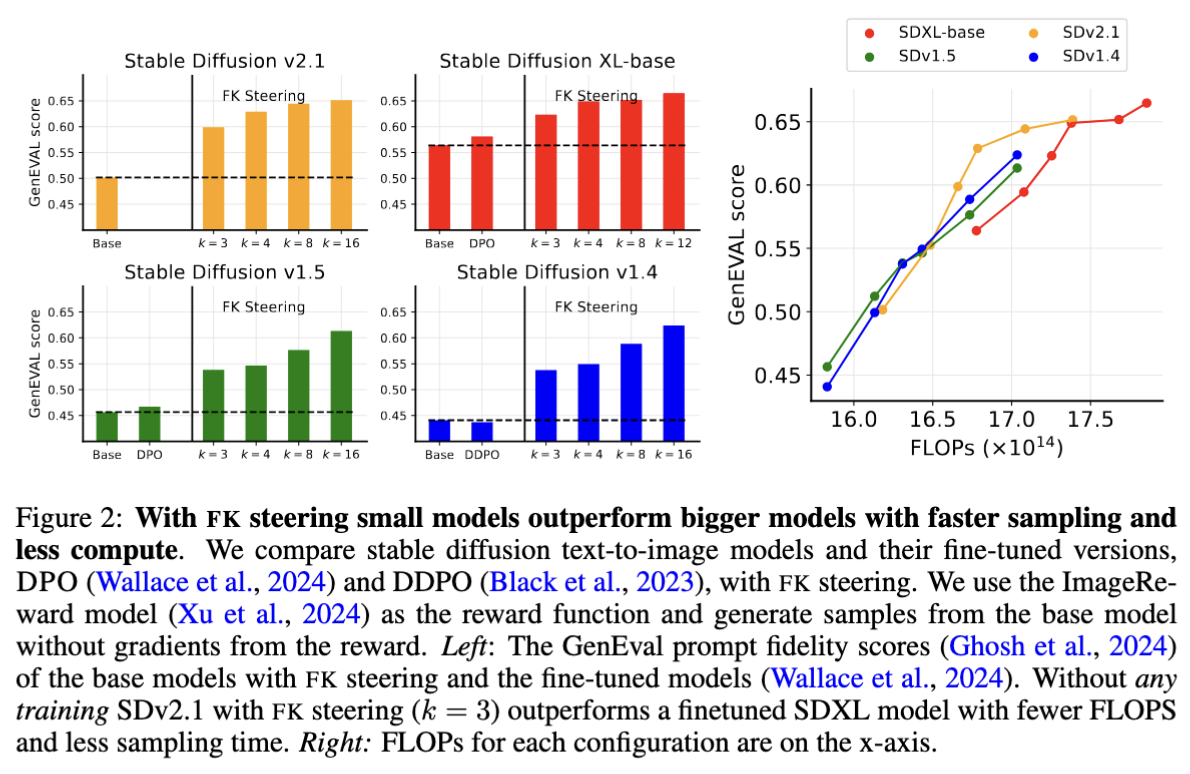 Stable Diffusion v2.1
GenEVAL score
0.65
0.60
0.55
0.50
0.45
FK Steering
Base
k = 3
k = 4
k = 8
k = 16
Stable Diffusion XL-base
0.65
0.60
0.55
0.50
0.45
FK Steering
Base
DPO
k = 3
k = 4
k = 8
k = 12
Stable Diffusion v1.5
GenEVAL score
0.65
0.60
0.55
0.50
0.45
FK Steering
Base
DPO
k = 3
k = 4
k = 8
k = 16
Stable Diffusion v1.4
0.65
0.60
0.55
0.50
0.45
FK Steering
Base
DDPO
k = 3
k = 4
k = 8
k = 16
SDXL-base
SDv2.1
SDv1.5
SDv1.4
GenEVAL score
0.65
0.60
0.55
0.50
0.45
16.0
16.5
17.0
17.5
FLOPs (×10¹⁴)
Figure 2: With FK steering small models outperform bigger models with faster sampling and
less compute. We compare stable diffusion text-to-image models and their fine-tuned versions,
DPO (Wallace et al., 2024) and DDPO (Black et al., 2023), with FK steering. We use the ImageRe-
ward model (Xu et al., 2024) as the reward function and generate samples from the base model
without gradients from the reward. Left: The GenEval prompt fidelity scores (Ghosh et al., 2024)
of the base models with FK steering and the fine-tuned models (Wallace et al., 2024). Without any
training SDv2.1 with FK steering (k = 3) outperforms a finetuned SDXL model with fewer FLOPS
and less sampling time. Right: FLOPs for each configuration are on the x-axis.